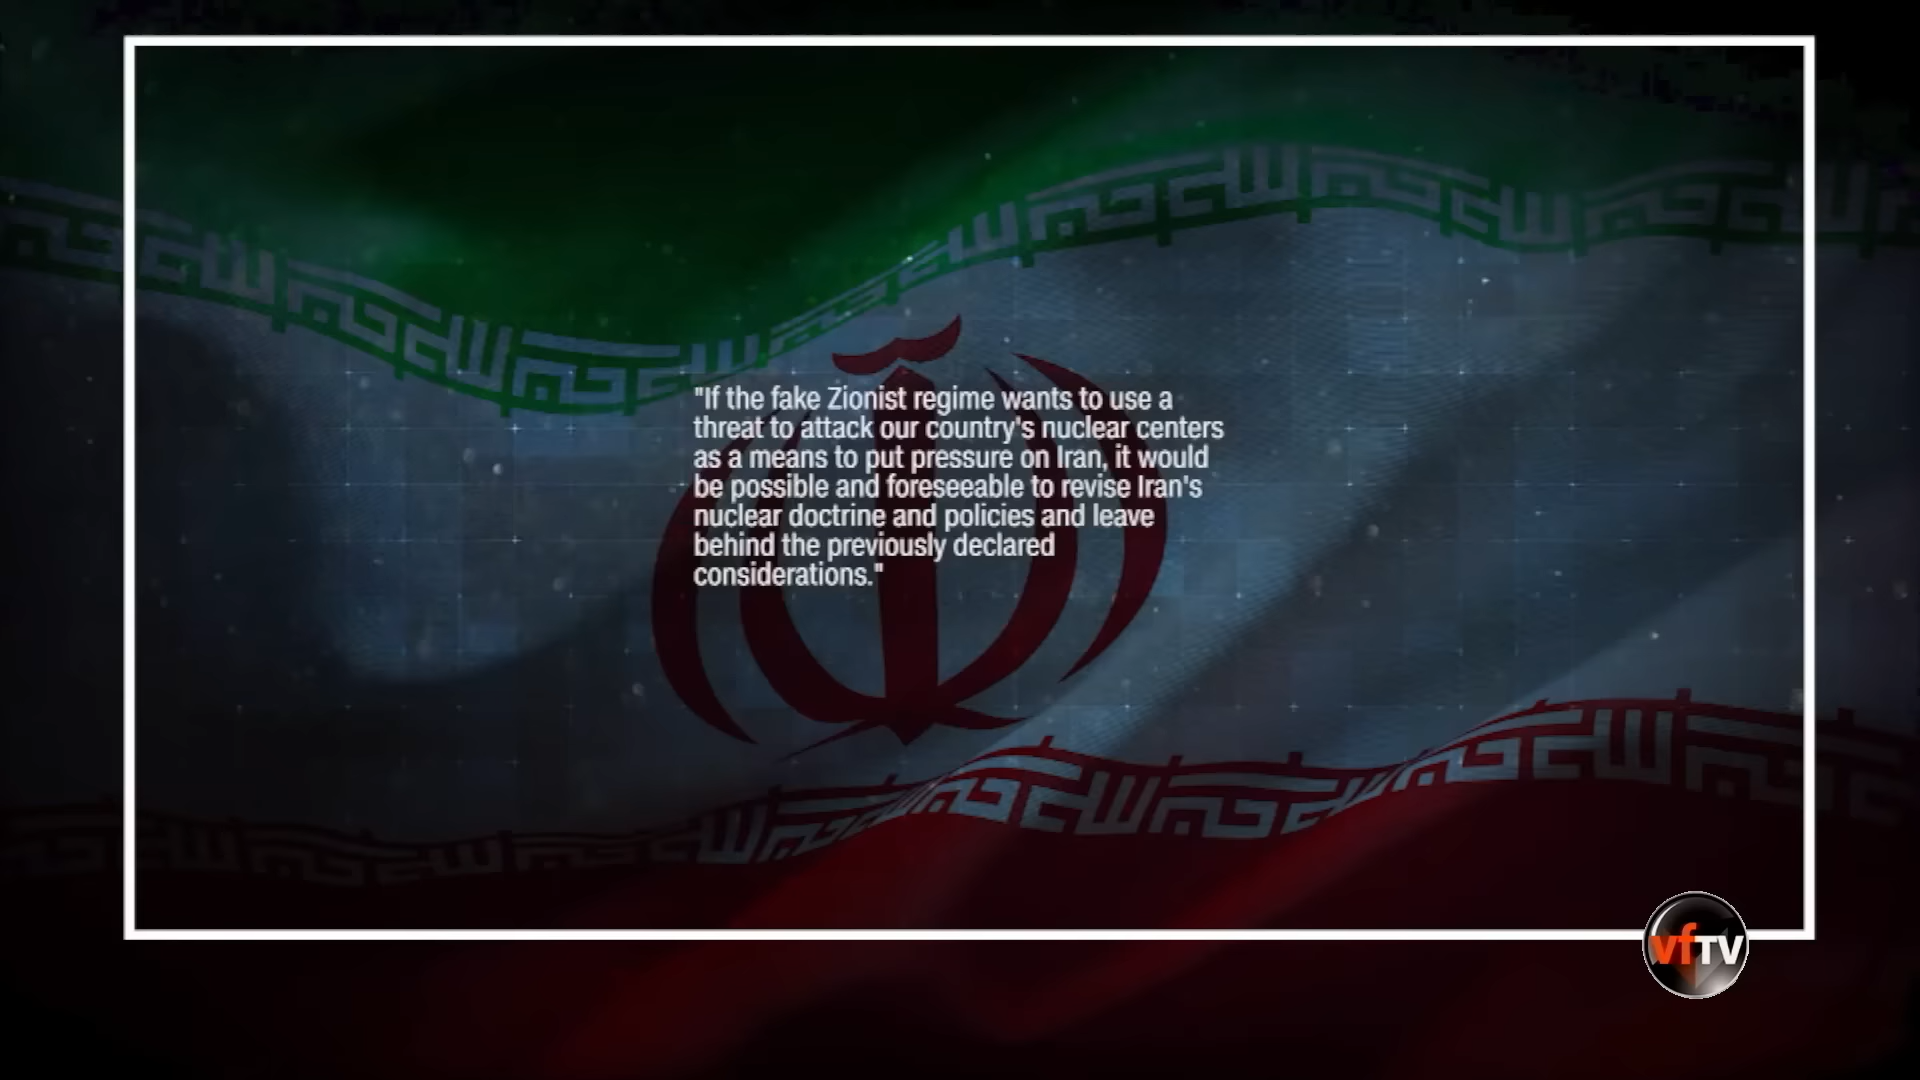 "If the fake Zionist regime wants to use a
threat to attack our country's nuclear centers
as a means to put pressure on Iran, it would
be possible and foreseeable to revise Iran's
nuclear doctrine and policies and leave
behind the previously declared
considerations."
vfTV